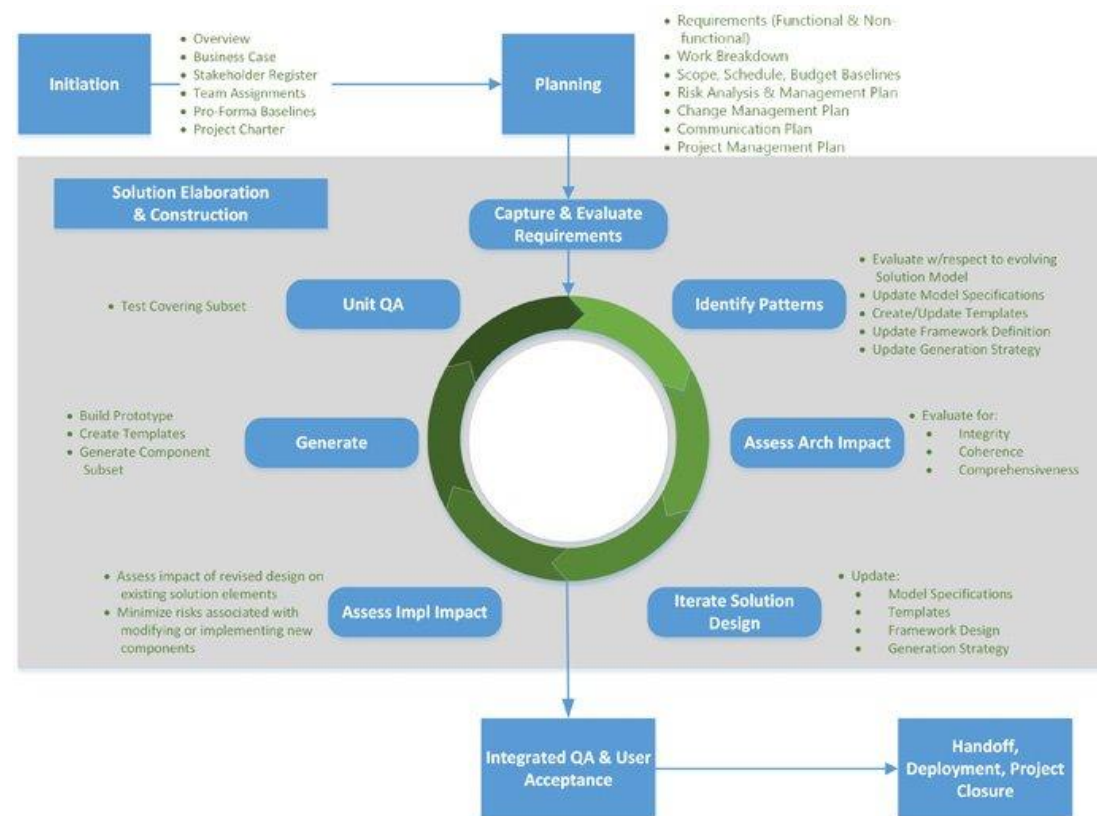 Initiation
• Overview
• Business Case
• Stakeholder Register
• Team Assignments
• Pro-Forma Baselines
• Project Charter
Planning
• Requirements (Functional & Non-
functional)
• Work Breakdown
• Scope, Schedule, Budget Baselines
• Risk Analysis & Management Plan
• Change Management Plan
• Communication Plan
• Project Management Plan
Solution Elaboration
& Construction
Capture & Evaluate
Requirements
• Test Covering Subset
Unit QA
Identify Patterns
• Evaluate w/respect to evolving
Solution Model
• Update Model Specifications
• Create/Update Templates
• Update Framework Definition
• Update Generation Strategy
• Build Prototype
• Create Templates
• Generate Component
Subset
Generate
Assess Arch Impact
• Evaluate for:
• Integrity
• Coherence
• Comprehensiveness
• Assess impact of revised design on
existing solution elements
• Minimize risks associated with
modifying or implementing new
components
Assess Impl Impact
Iterate Solution
Design
• Update:
• Model Specifications
• Templates
• Framework Design
• Generation Strategy
Integrated QA & User
Acceptance
Handoff,
Deployment, Project
Closure